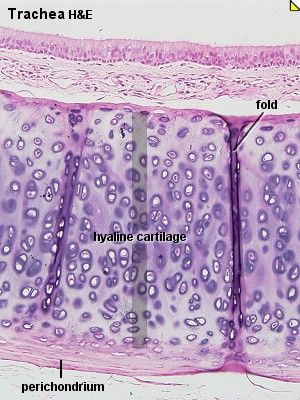 Trachea H&E
fold
hyaline cartilage
perichondrium